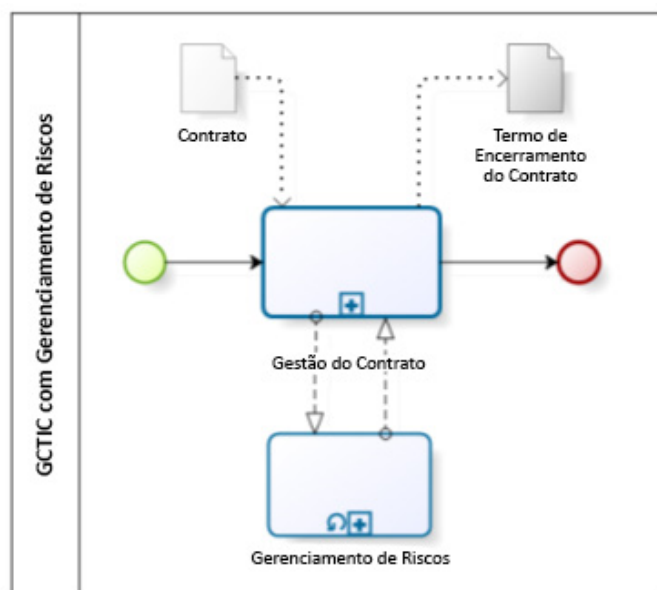 GCTIC com Gerenciamento de Riscos
Contrato
Termo de
Encerramento
do Contrato
Gestão do Contrato
Gerenciamento de Riscos